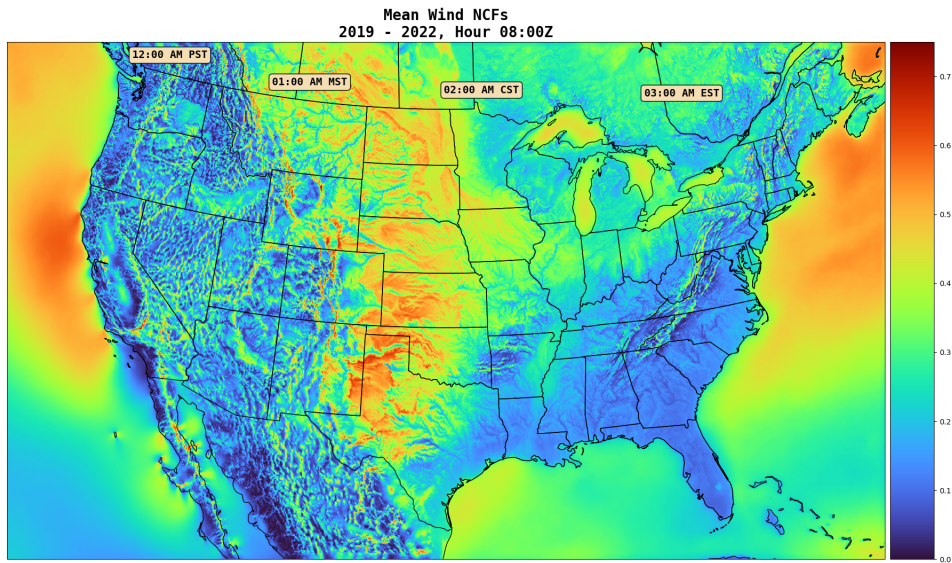 Mean Wind NCFs
2019 - 2022, Hour 08:00Z
12:00 AM PST
01:00 AM MST
02:00 AM CST
03:00 AM EST
0.7
0.6
0.5
0.4
0.3
0.2
0.1
0.0